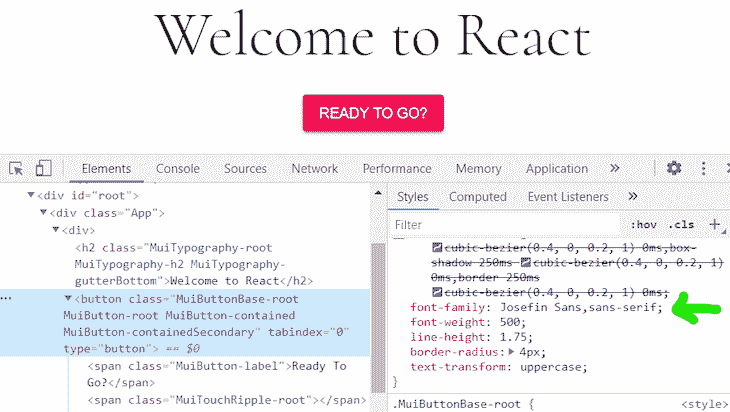 Welcome to React
READY TO GO?
Elements Console Sources Network Performance Memory Application »
<div id="root">
<div class="App">
<div>
<h2 class="MuiTypography-root
MuiTypography-h2 MuiTypography-
gutterBottom">Welcome to React</h2>
<button class="MuiButtonBase-root
MuiButton-root MuiButton-contained
MuiButton-containedSecondary" tabindex="0"
type="button"> == $0
<span class="MuiButton-label">Ready To
Go?</span>
<span class="MuiTouchRipple-root"></span>
Styles Computed Event Listeners »
Filter :hov .cls +
cubic-bezier(0.4, 0, 0.2, 1) 0ms,box-
shadow 250ms cubic-bezier(0.4, 0, 0.2, 1)
0ms,border 250ms
cubic-bezier(0.4, 0, 0.2, 1) 0ms;
font-family: Josefin Sans,sans-serif;
font-weight: 500;
line-height: 1.75;
border-radius: 4px;
text-transform: uppercase;
}
.MuiButtonBase-root { <style>